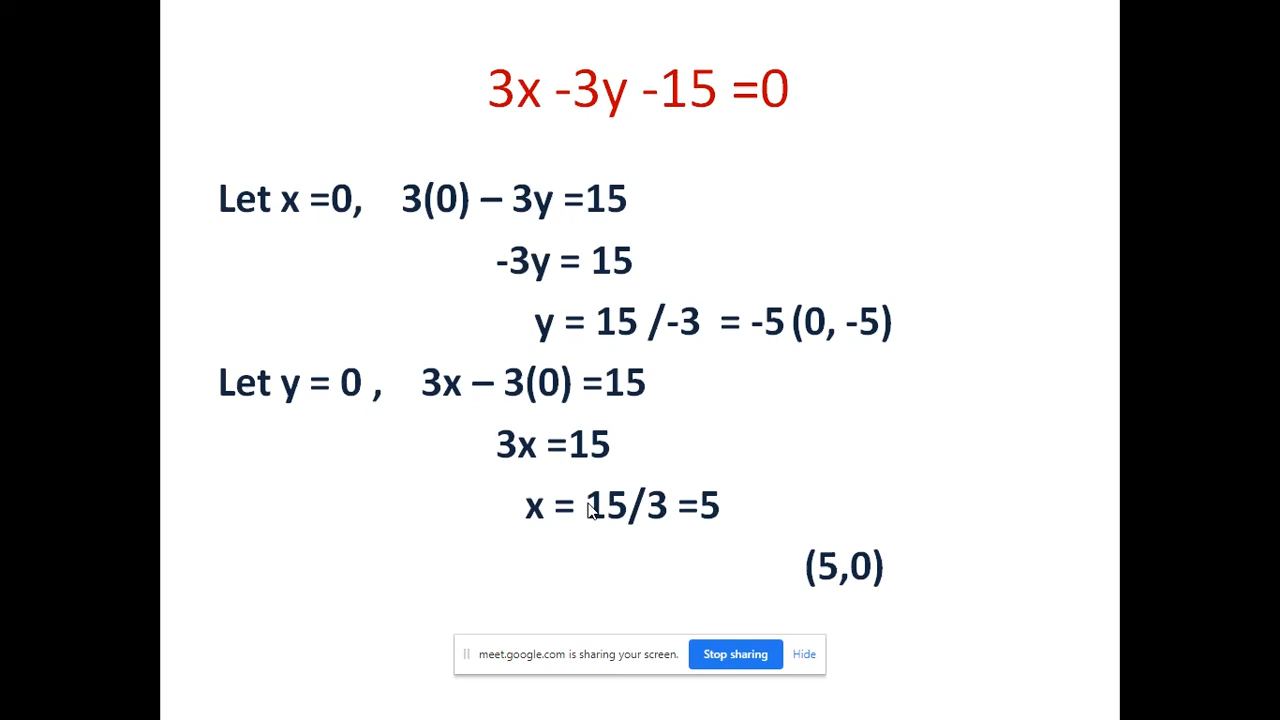 3x -3y -15 =0
Let x =0, 3(0) – 3y =15
-3y = 15
y = 15 /-3 = -5 (0, -5)
Let y = 0 , 3x – 3(0) =15
3x =15
x = 15/3 =5
(5,0)
meet.google.com is sharing your screen. Stop sharing Hide